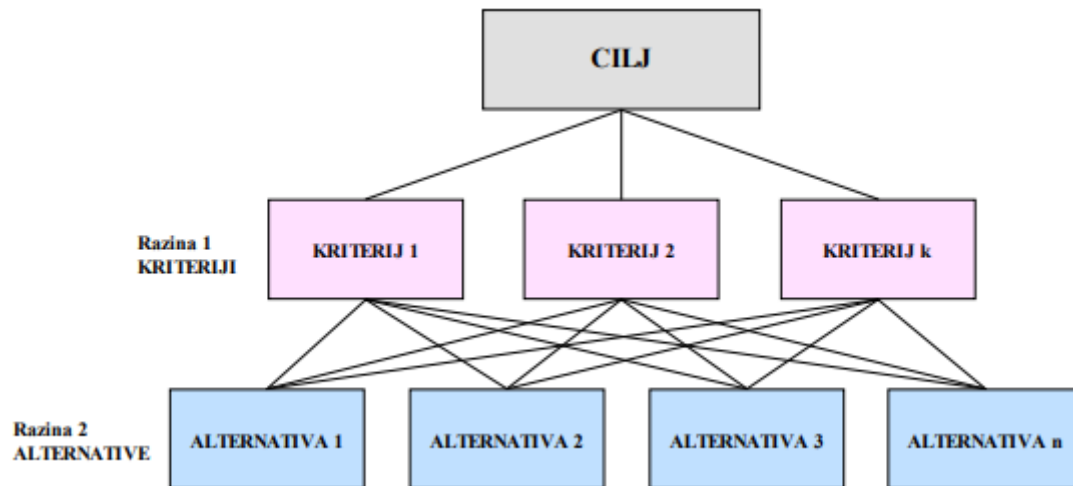 CILJ
Razina 1
KRITERIJI
KRITERIJ 1
KRITERIJ 2
KRITERIJ k
Razina 2
ALTERNATIVE
ALTERNATIVA 1
ALTERNATIVA 2
ALTERNATIVA 3
ALTERNATIVA n